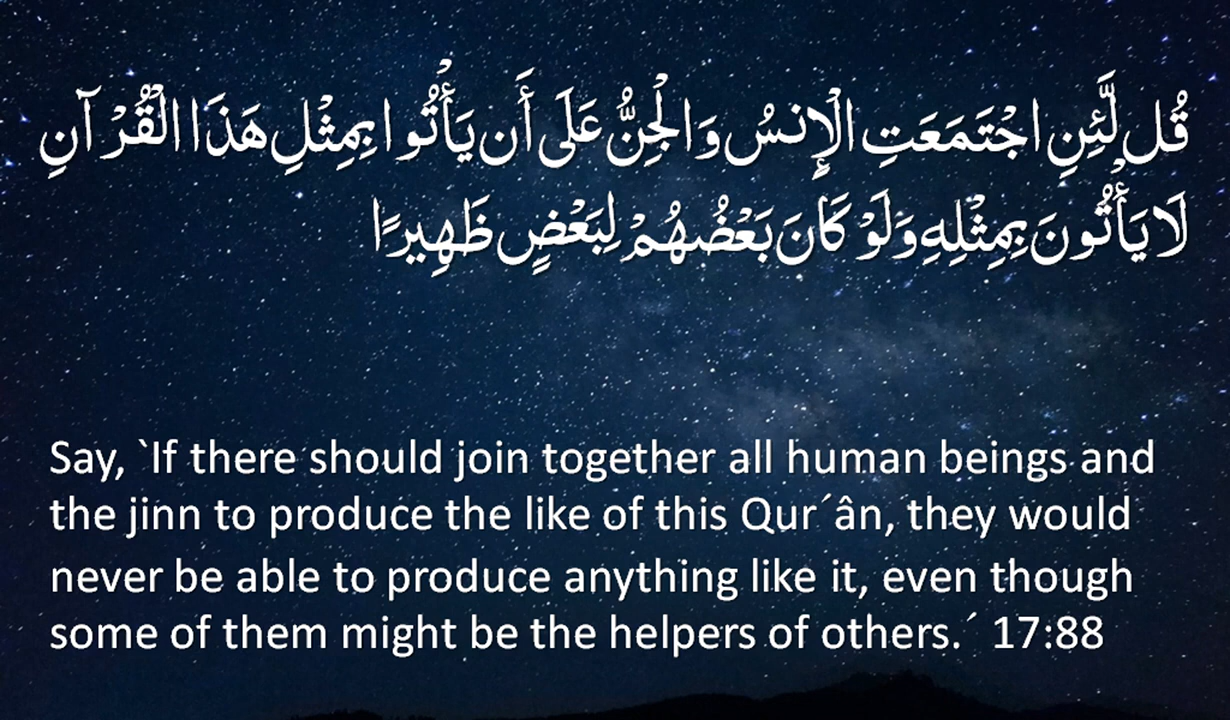 قُل لَّئِنِ اجْتَمَعَتِ الْإِنسُ وَالْجِنُّ عَلَى أَن يَأْتُوا بِمِثْلِ هَذَا الْقُرْآنِ
لَا يَأْتُونَ بِمِثْلِهِ وَلَوْ كَانَ بَعْضُهُمْ لِبَعْضٍ ظَهِيرًا
Say, `If there should join together all human beings and
the jinn to produce the like of this Qur´ân, they would
never be able to produce anything like it, even though
some of them might be the helpers of others.´ 17:88